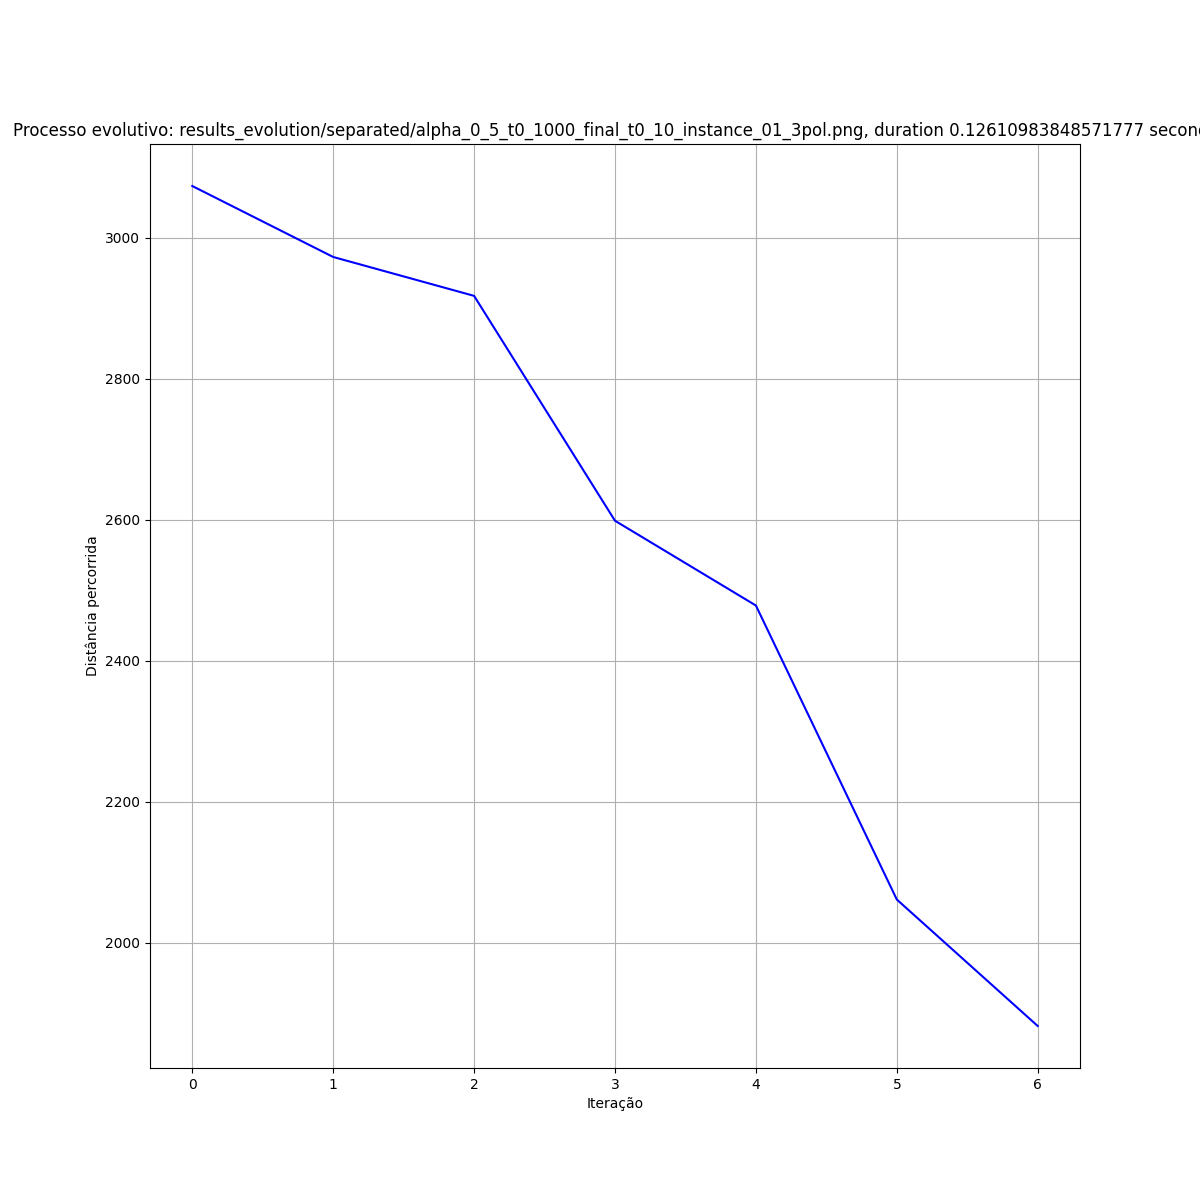 Processo evolutivo: results_evolution/separated/alpha_0_5_t0_1000_final_t0_10_instance_01_3pol.png, duration 0.12610983848571777
3000
2800
2600
2400
2200
2000
Distância percorrida
0 1 2 3 4 5 6
Iteração